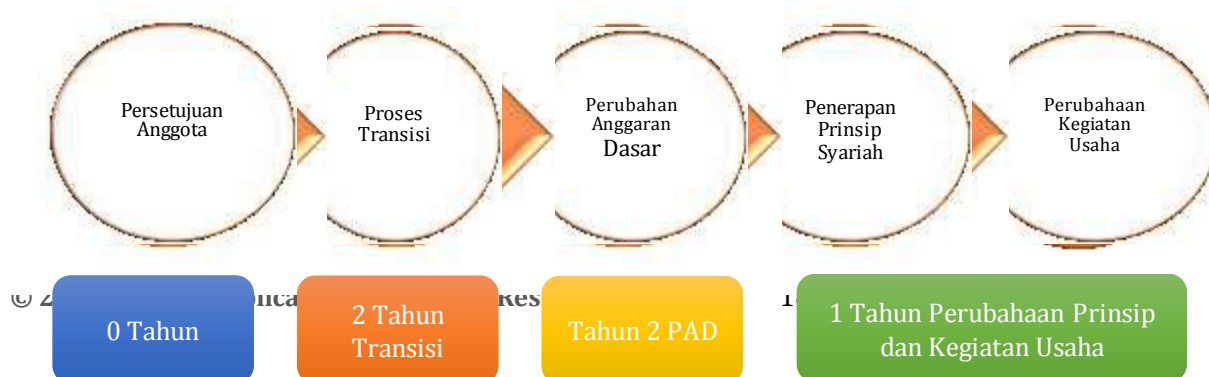 Persetujuan
Anggota
Proses
Transisi
Perubahan
Anggaran
Dasar
Penerapan
Prinsip
Syariah
Perubahaan
Kegiatan
Usaha
0 Tahun
2 Tahun
Transisi
Tahun 2 PAD
1 Tahun Perubahaan Prinsip
dan Kegiatan Usaha